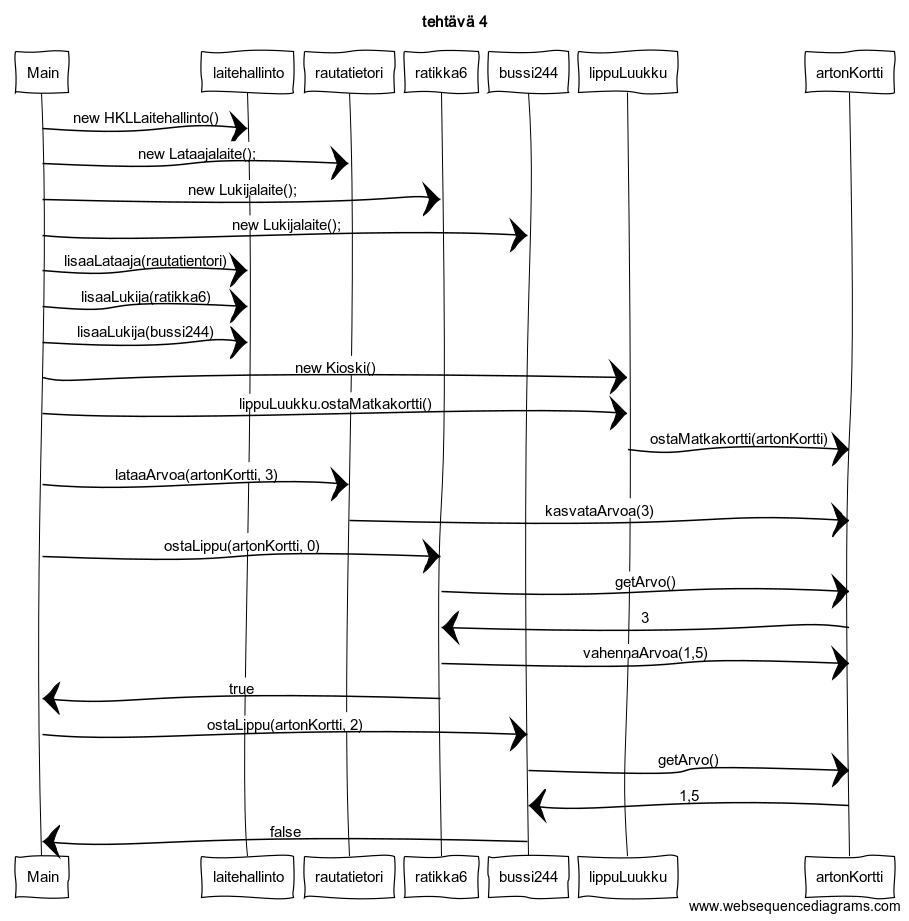 tehtävä 4
Main laitehallinto rautatietori ratikka6 bussi244 lippuLuukku artonKortti
new HKLLaitehallinto()
new Lataajalaite();
new Lukijalaite();
new Lukijalaite();
lisaaLataaja(rautatientori)
lisaaLukija(ratikka6)
lisaaLukija(bussi244)
new Kioski()
lippuLuukku.ostaMatkakortti()
ostaMatkakortti(artonKortti)
lataaArvoa(artonKortti, 3)
kasvataArvoa(3)
ostaLippu(artonKortti, 0)
getArvo()
3
vahennaArvoa(1,5)
true
ostaLippu(artonKortti, 2)
getArvo()
1,5
false
Main laitehallinto rautatietori ratikka6 bussi244 lippuLuukku artonKortti
www.websequencediagrams.com